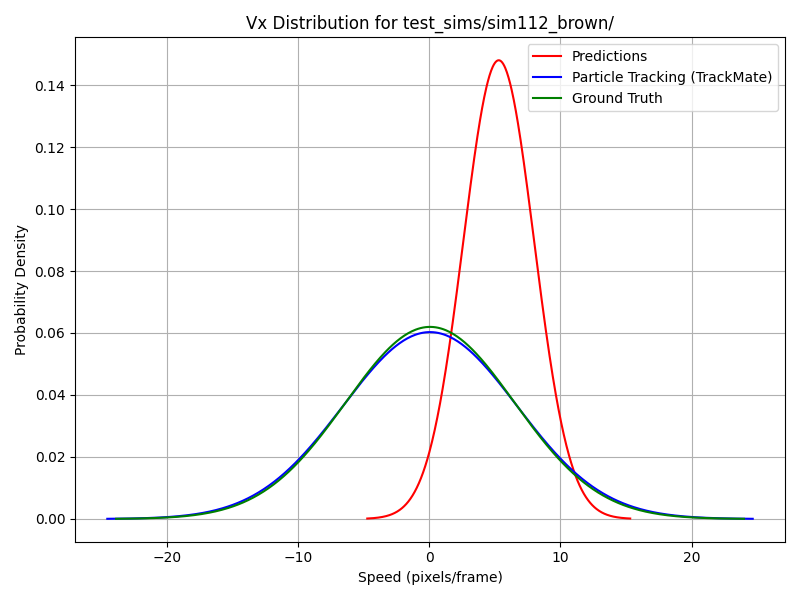 Vx Distribution for test_sims/sim112_brown/
Predictions
Particle Tracking (TrackMate)
Ground Truth
Probability Density
0.14
0.12
0.10
0.08
0.06
0.04
0.02
0.00
−20
−10
0
10
20
Speed (pixels/frame)